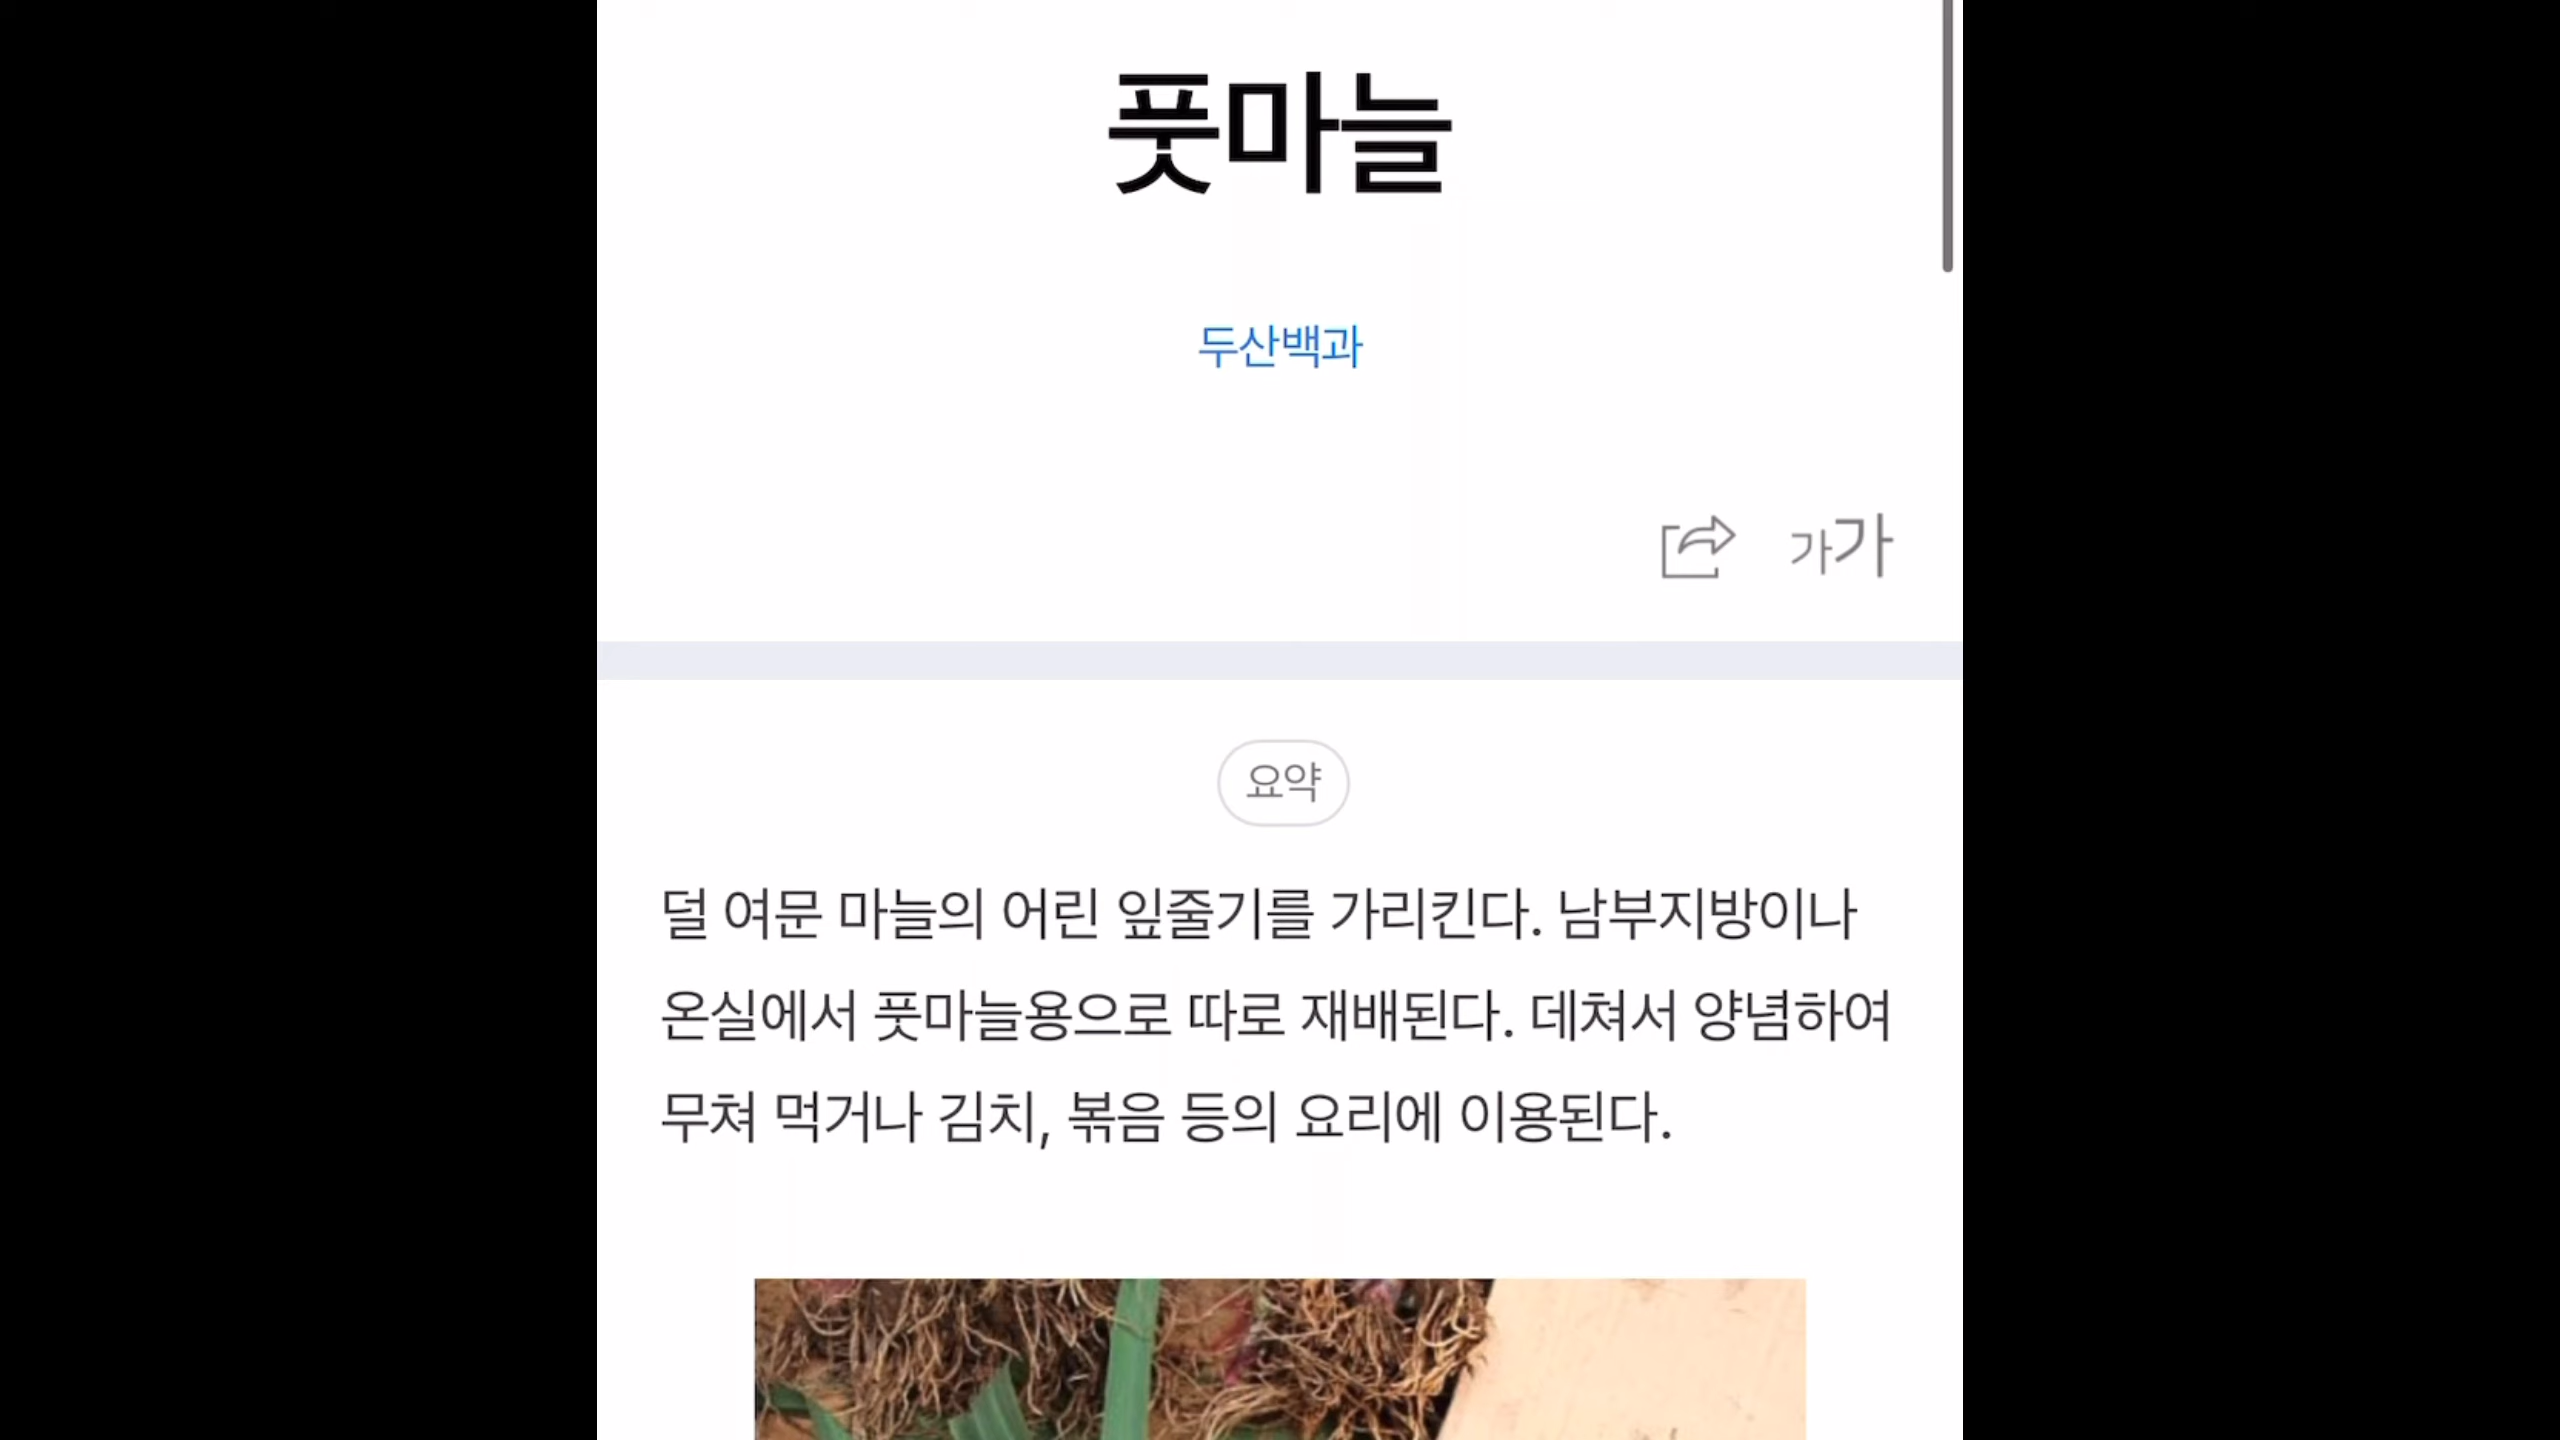 풋마늘
두산백과
가가
요약
덜 여문 마늘의 어린 잎줄기를 가리킨다. 남부지방이나
온실에서 풋마늘용으로 따로 재배된다. 데쳐서 양념하여
무쳐 먹거나 김치, 볶음 등의 요리에 이용된다.